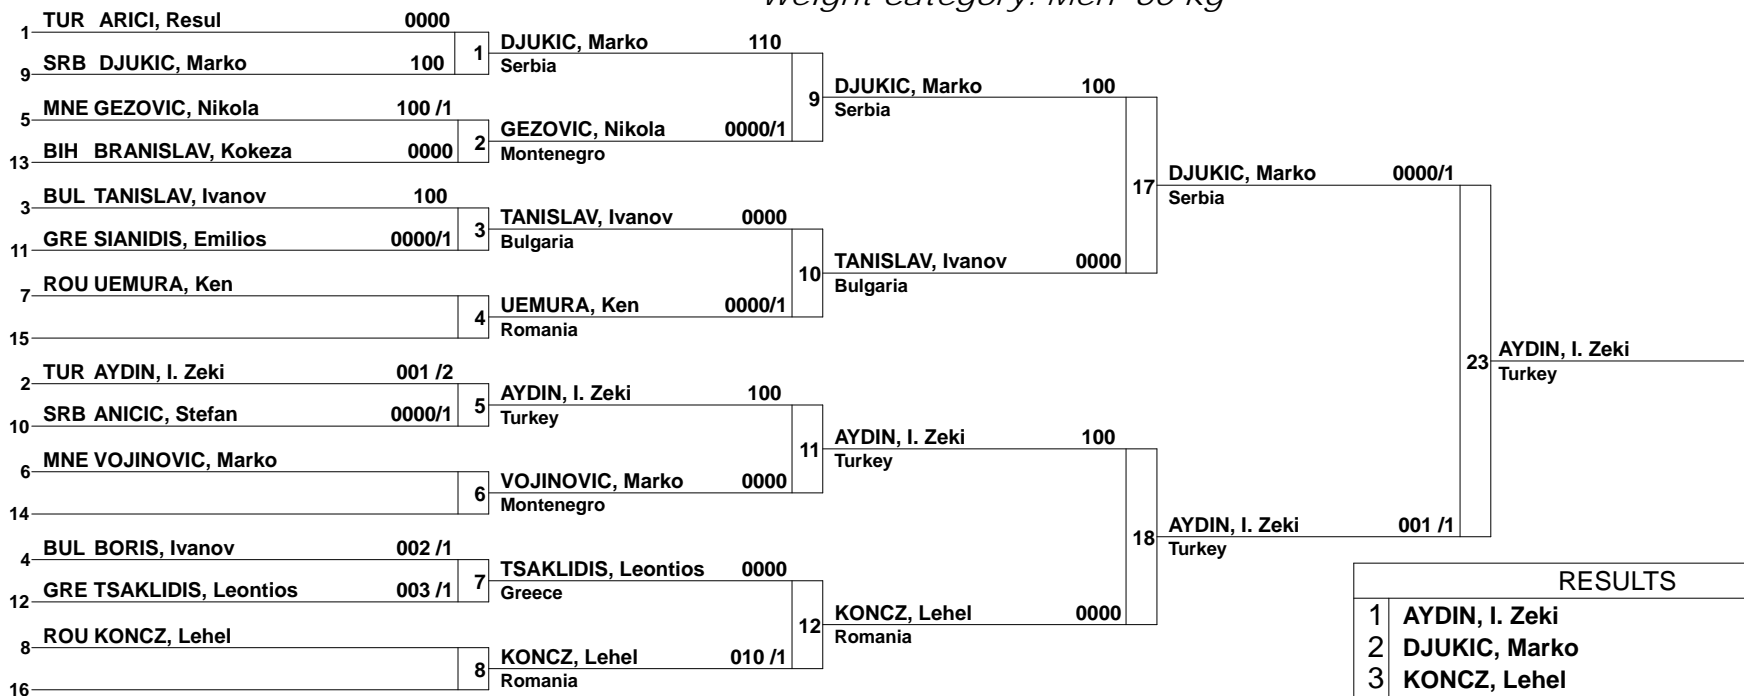 Weight category: Men -66 kg
1 TUR ARICI, Resul 0000
9 SRB DJUKIC, Marko 100
1 DJUKIC, Marko 110
Serbia
5 MNE GEZOVIC, Nikola 100 /1
13 BIH BRANISLAV, Kokeza 0000
2 GEZOVIC, Nikola 0000/1
Montenegro
9 DJUKIC, Marko 100
Serbia
3 BUL TANISLAV, Ivanov 100
11 GRE SIANIDIS, Emilios 0000/1
3 TANISLAV, Ivanov 0000
Bulgaria
7 ROU UEMURA, Ken
15
4 UEMURA, Ken 0000/1
Romania
10 TANISLAV, Ivanov 0000
Bulgaria
17 DJUKIC, Marko 0000/1
Serbia
2 TUR AYDIN, I. Zeki 001 /2
10 SRB ANICIC, Stefan 0000/1
5 AYDIN, I. Zeki 100
Turkey
6 MNE VOJINOVIC, Marko
14
6 VOJINOVIC, Marko 0000
Montenegro
11 AYDIN, I. Zeki 100
Turkey
4 BUL BORIS, Ivanov 002 /1
12 GRE TSAKLIDIS, Leontios 003 /1
7 TSAKLIDIS, Leontios 0000
Greece
8 ROU KONCZ, Lehel
16
8 KONCZ, Lehel 010 /1
Romania
12 KONCZ, Lehel 0000
Romania
18 AYDIN, I. Zeki 001 /1
Turkey
23 AYDIN, I. Zeki
Turkey
RESULTS
1 AYDIN, I. Zeki
2 DJUKIC, Marko
3 KONCZ, Lehel